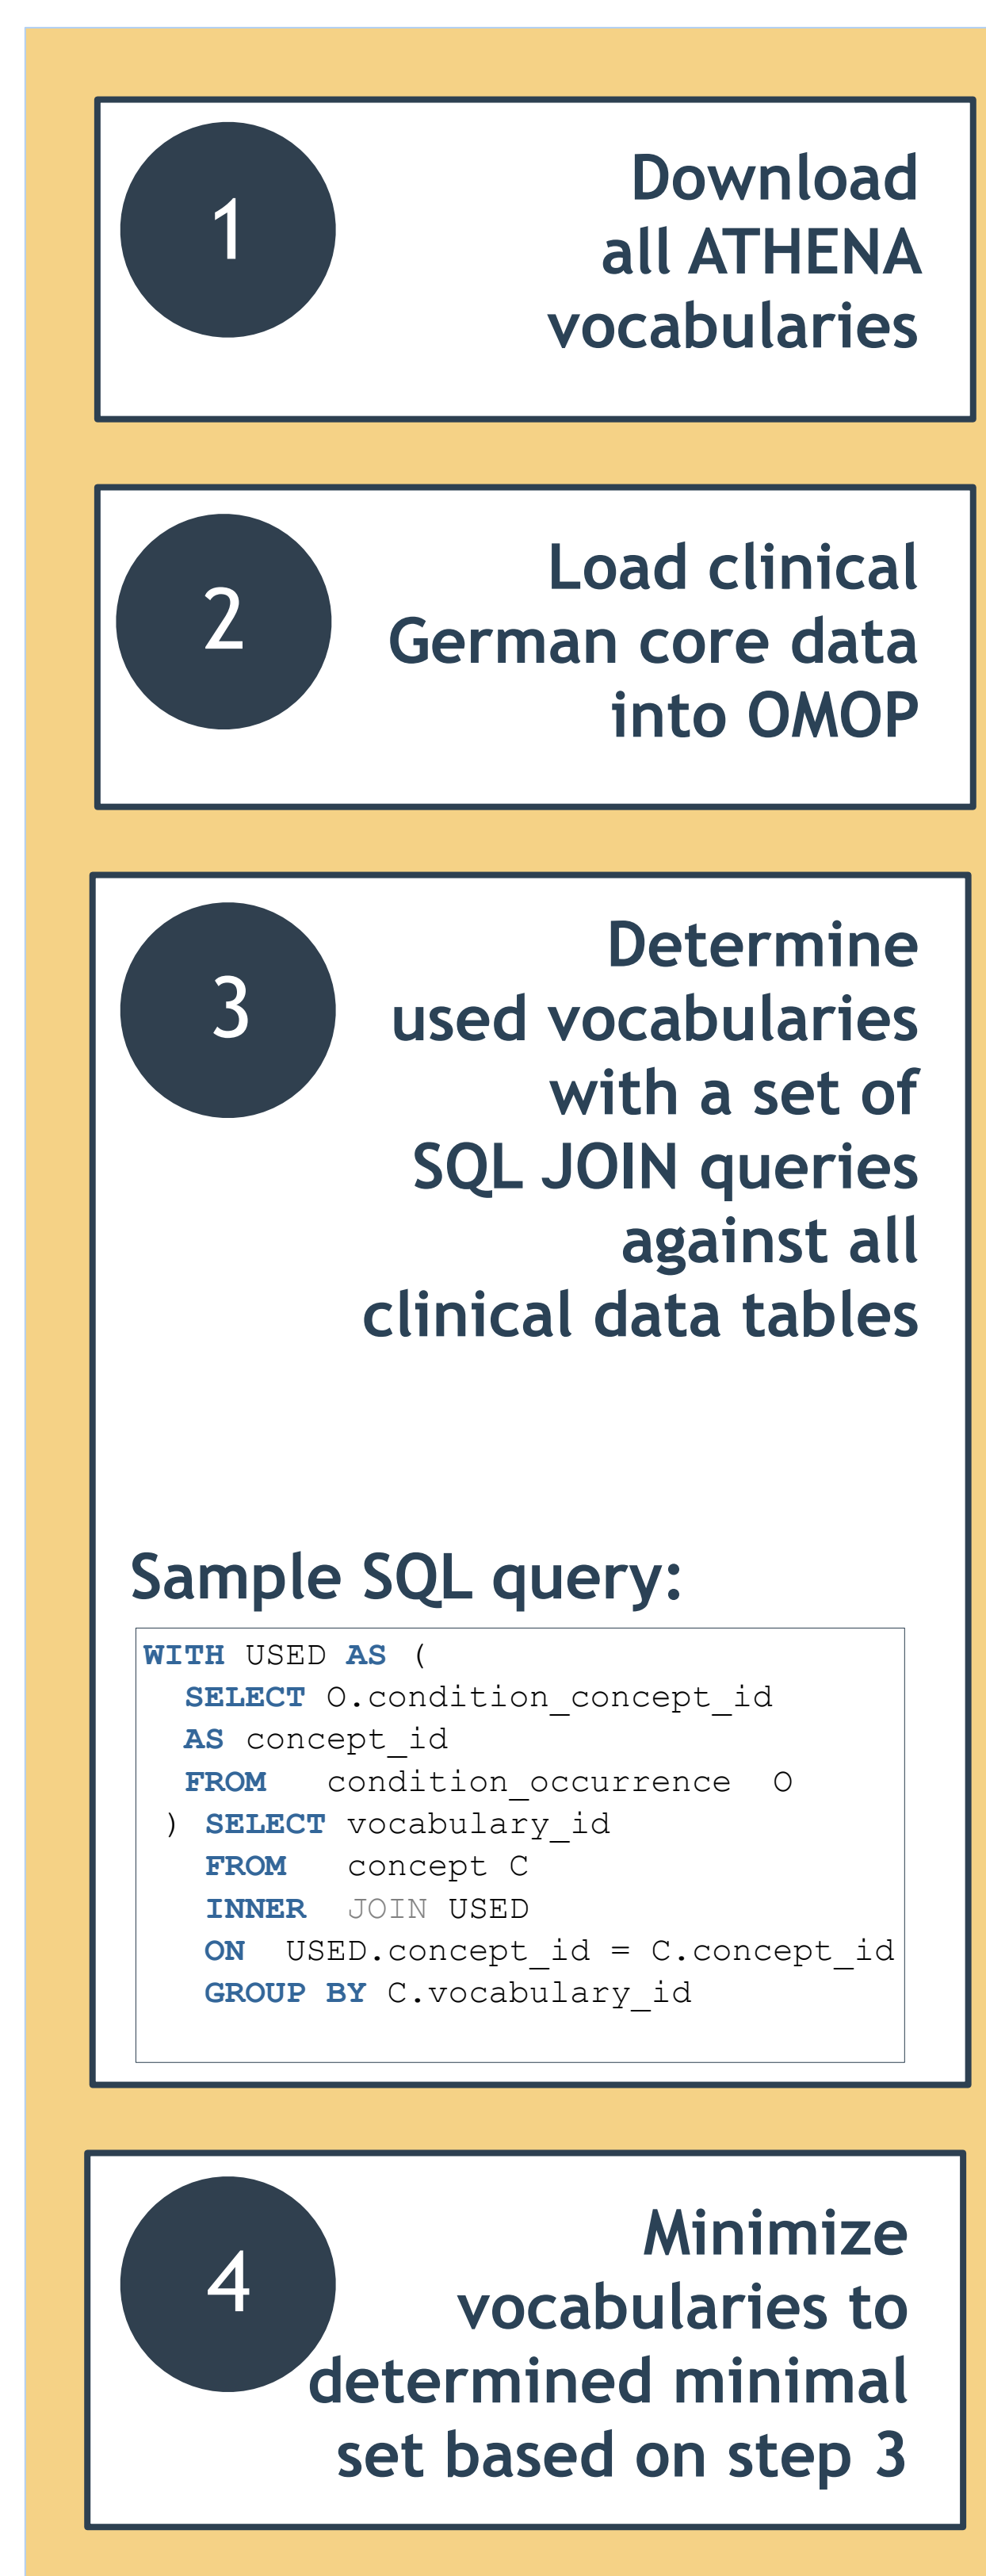 1
Download
all ATHENA
vocabularies
2
Load clinical
German core data
into OMOP
3
Determine
used vocabularies
with a set of
SQL JOIN queries
against all
clinical data tables
Sample SQL query:
WITH USED AS (
SELECT O.condition_concept_id
AS concept_id
FROM condition_occurrence O
) SELECT vocabulary_id
FROM concept C
INNER JOIN USED
ON USED.concept_id = C.concept_id
GROUP BY C.vocabulary_id
4
Minimize
vocabularies to
determined minimal
set based on step 3